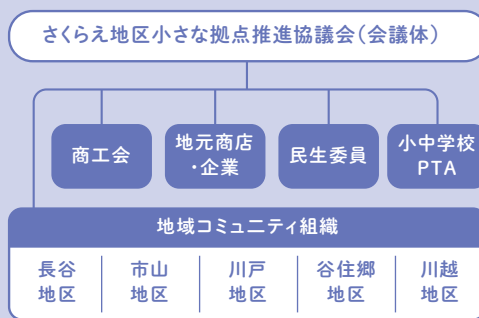 さくらえ地区小さな拠点推進協議会(会議体)
商工会
地元商店
・企業
民生委員
小中学校
PTA
地域コミュニティ組織
長谷
地区
市山
地区
川戸
地区
谷住郷
地区
川越
地区